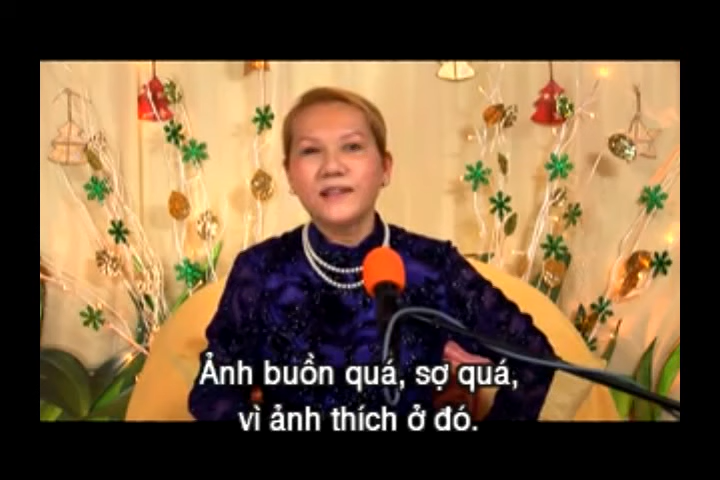 Ảnh buồn quá, sợ quá,
vì ảnh thích ở đó.